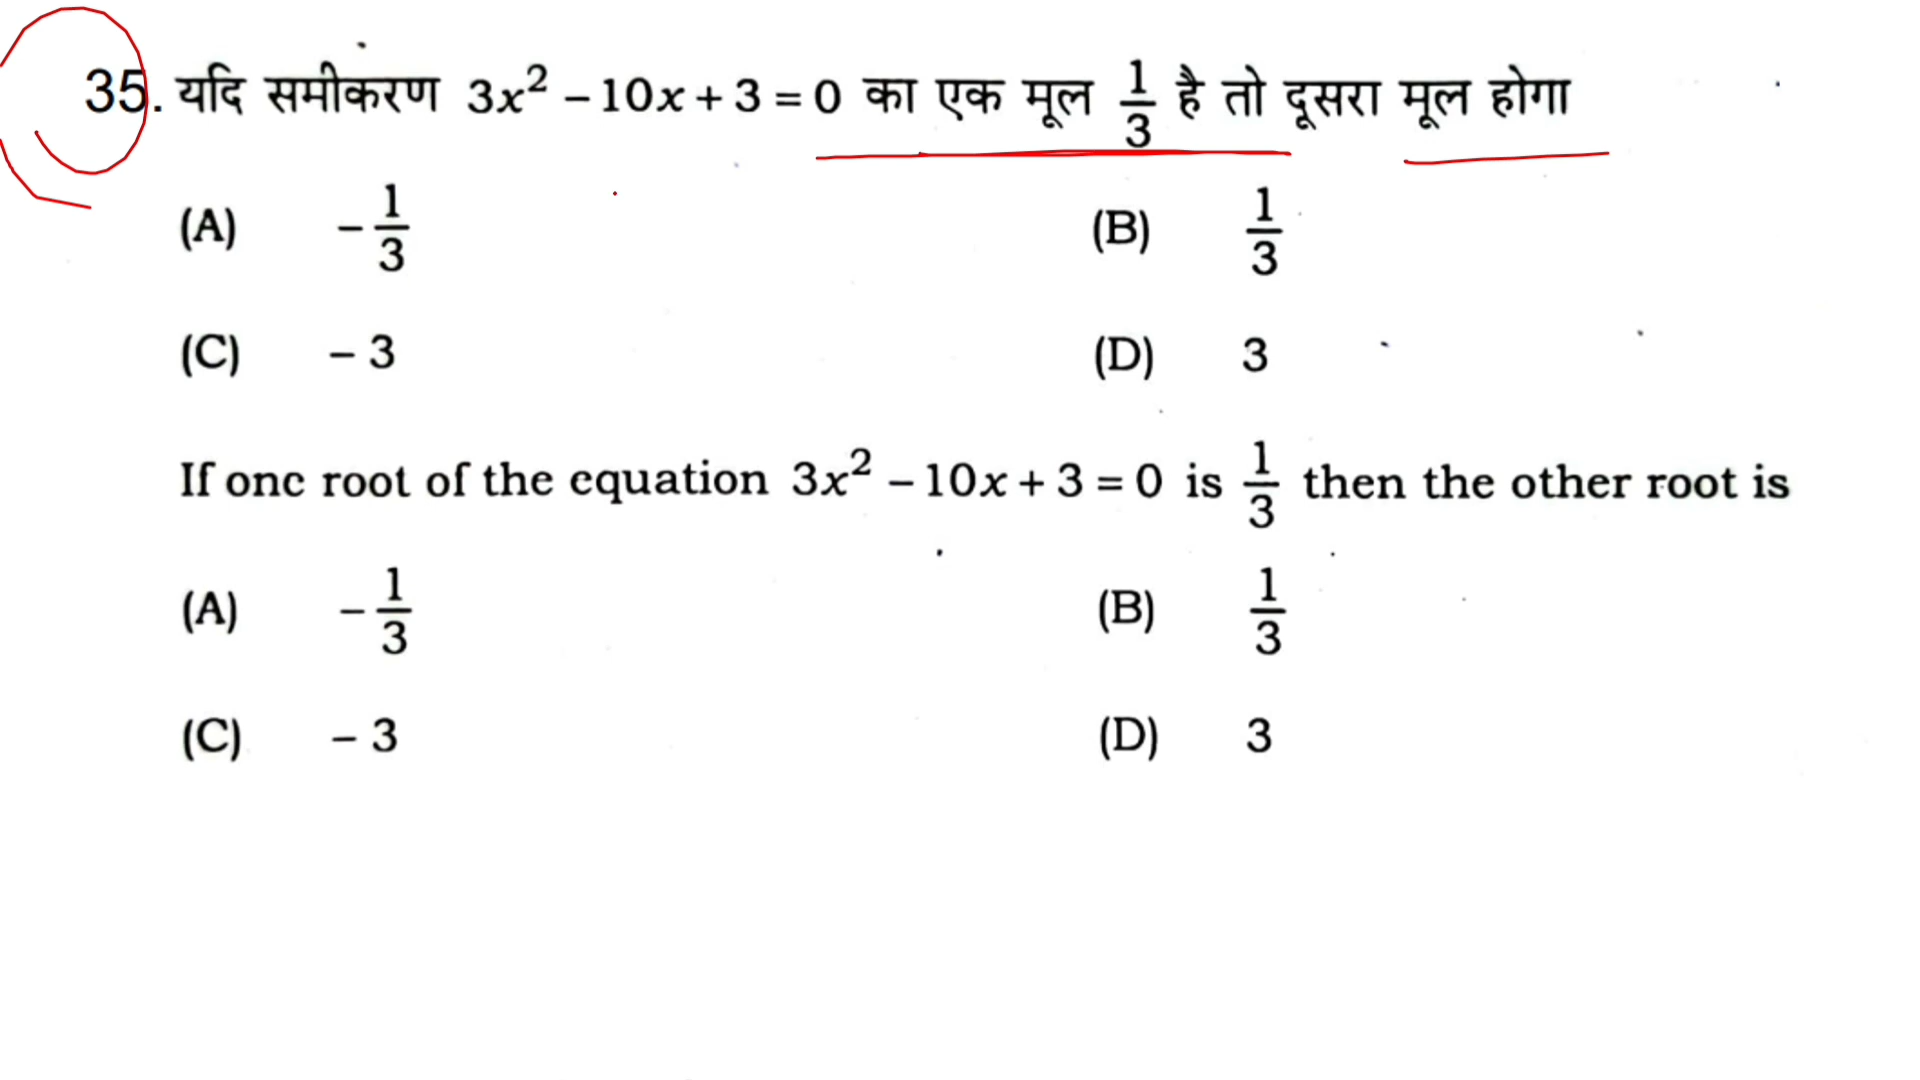 35. यदि समीकरण 3x² – 10x + 3 = 0 का एक मूल 1/3 है तो दूसरा मूल होगा
(A) – 1/3 (B) 1/3
(C) – 3 (D) 3
If one root of the equation 3x² – 10x + 3 = 0 is 1/3 then the other root is
(A) – 1/3 (B) 1/3
(C) – 3 (D) 3